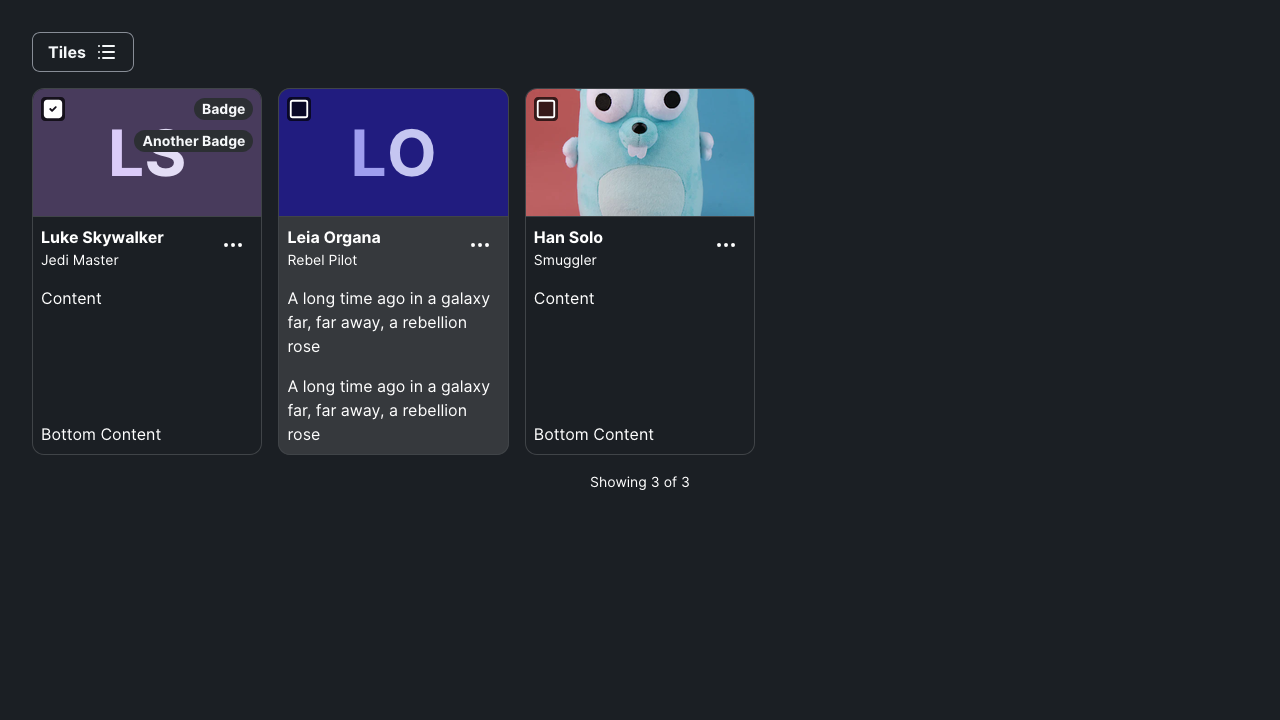 Tiles
Badge
Another Badge
LS
LO
Luke Skywalker
Jedi Master
Content
Bottom Content
Leia Organa
Rebel Pilot
A long time ago in a galaxy
far, far away, a rebellion
rose
A long time ago in a galaxy
far, far away, a rebellion
rose
Han Solo
Smuggler
Content
Bottom Content
Showing 3 of 3